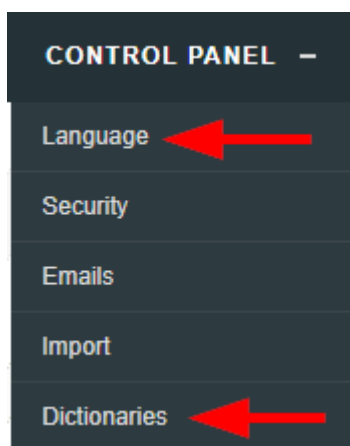 CONTROL PANEL –
Language
Security
Emails
Import
Dictionaries